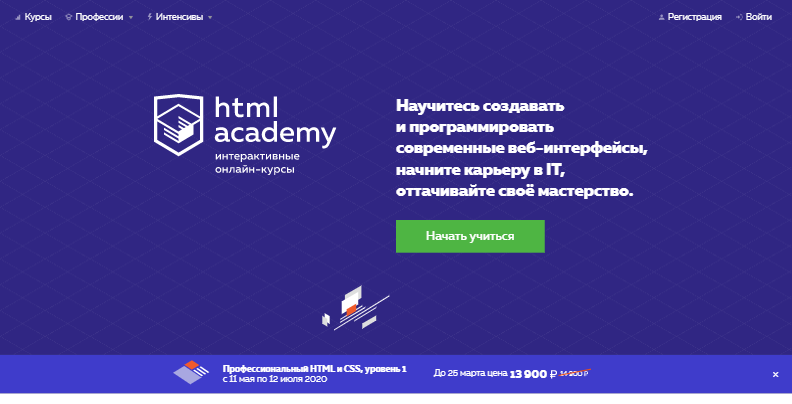 Курсы Профессии Интенсивы Регистрация Войти
html
academy
интерактивные
онлайн-курсы
Научитесь создавать
и программировать
современные веб-интерфейсы,
начните карьеру в IT,
оттачивайте своё мастерство.
Начать учиться
Профессиональный HTML и CSS, уровень 1
с 11 мая по 12 июля 2020
До 25 марта цена 13 900 ₽ 14 900 ₽